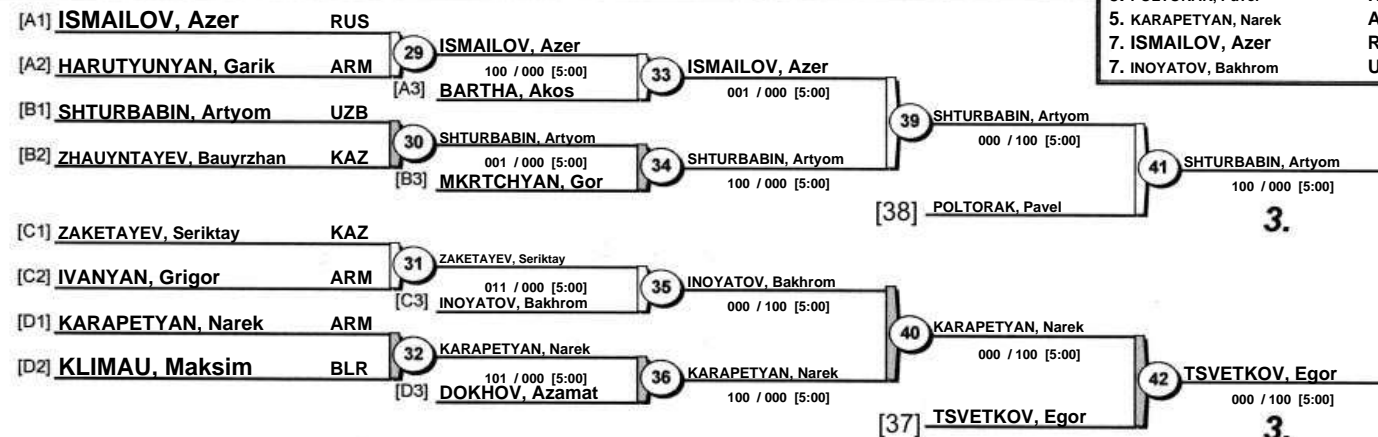 5. KARAPETYAN, Narek A
7. ISMAILOV, Azer R
7. INOYATOV, Bakhrom U
[A1] ISMAILOV, Azer RUS
29 ISMAILOV, Azer
100 / 000 [5:00]
[A2] HARUTYUNYAN, Garik ARM
[A3] BARTHA, Akos
33 ISMAILOV, Azer
001 / 000 [5:00]
[B1] SHTURBABIN, Artyom UZB
30 SHTURBABIN, Artyom
001 / 000 [5:00]
[B2] ZHAUYNTAYEV, Bauyrzhan KAZ
[B3] MKRTCHYAN, Gor
34 SHTURBABIN, Artyom
100 / 000 [5:00]
39 SHTURBABIN, Artyom
000 / 100 [5:00]
[38] POLTORAK, Pavel
41 SHTURBABIN, Artyom
100 / 000 [5:00]
3.
[C1] ZAKETAYEV, Seriktay KAZ
31 ZAKETAYEV, Seriktay
011 / 000 [5:00]
[C2] IVANYAN, Grigor ARM
[C3] INOYATOV, Bakhrom
35 INOYATOV, Bakhrom
000 / 100 [5:00]
[D1] KARAPETYAN, Narek ARM
32 KARAPETYAN, Narek
101 / 000 [5:00]
[D2] KLIMAU, Maksim BLR
[D3] DOKHOV, Azamat
36 KARAPETYAN, Narek
100 / 000 [5:00]
40 KARAPETYAN, Narek
000 / 100 [5:00]
[37] TSVETKOV, Egor
42 TSVETKOV, Egor
000 / 100 [5:00]
3.